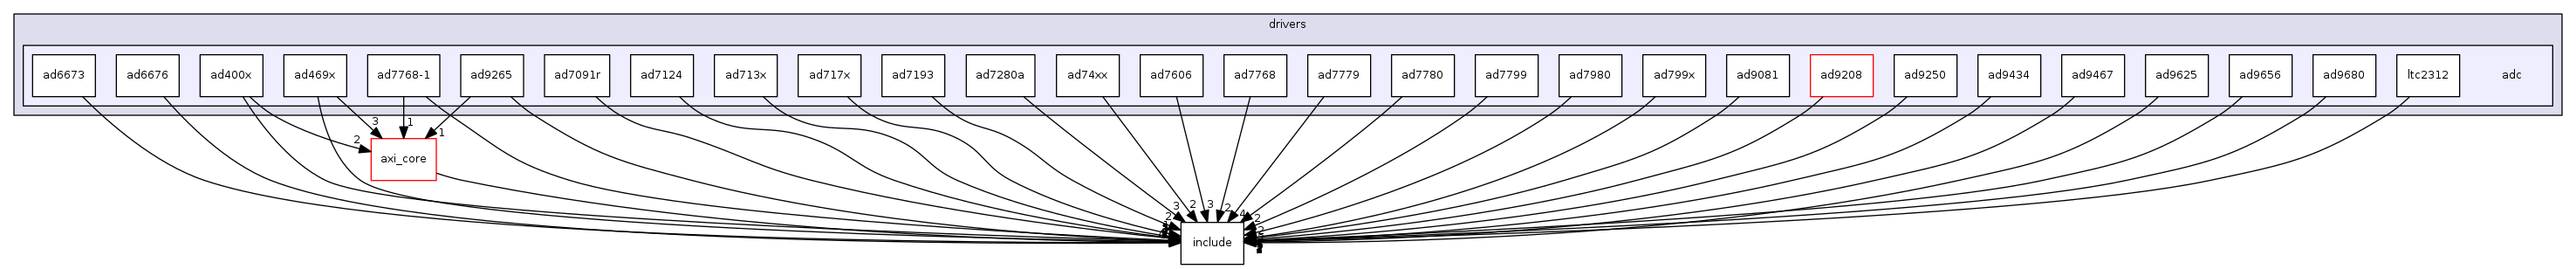 drivers
ad6673 ad6676 ad400x ad469x ad7768-1 ad9265 ad7091r ad7124 ad713x ad717x ad7193 ad7280a ad74xx ad7606 ad7768 ad7779 ad7780 ad7799 ad7980 ad799x ad9081 ad9208 ad9250 ad9434 ad9467 ad9625 ad9656 ad9680 ltc2312 adc
3 1 1
2
axi_core
3 2 3 2 4 2
2 2
include